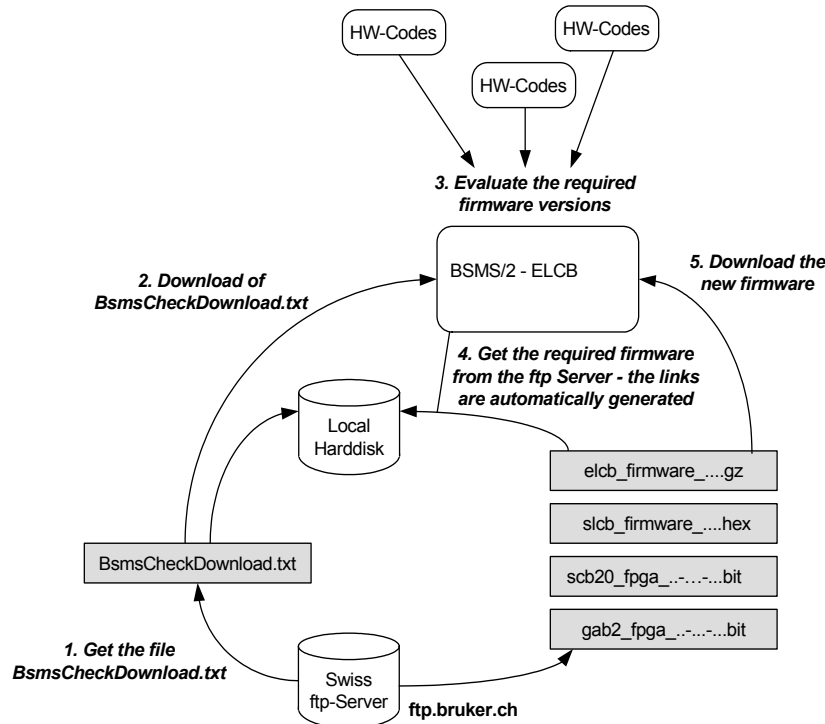 HW-Codes
HW-Codes
HW-Codes
3. Evaluate the required
firmware versions
2. Download of
BsmsCheckDownload.txt
BSMS/2 - ELCB
5. Download the
new firmware
4. Get the required firmware
from the ftp Server - the links
are automatically generated
Local
Harddisk
elcb_firmware_....gz
slcb_firmware_....hex
scb20_fpga_..-...-...bit
gab2_fpga_..-...-...bit
BsmsCheckDownload.txt
1. Get the file
BsmsCheckDownload.txt
Swiss
ftp-Server
ftp.bruker.ch